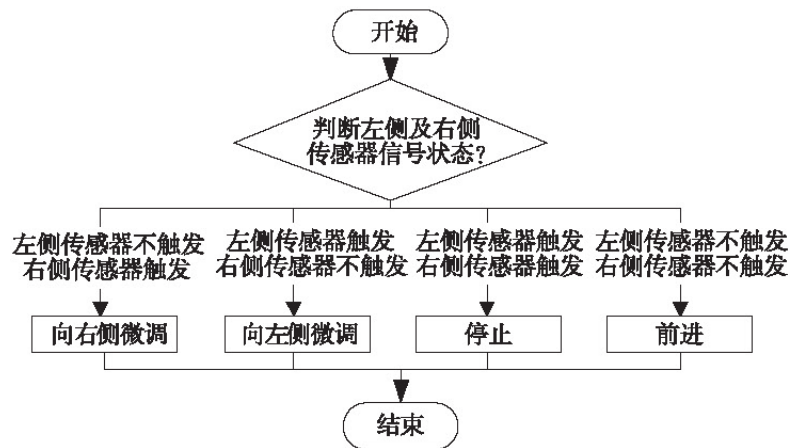 开始
判断左侧及右侧
传感器信号状态?
左侧传感器不触发
右侧传感器触发
左侧传感器触发
右侧传感器不触发
左侧传感器触发
右侧传感器触发
左侧传感器不触发
右侧传感器不触发
向右侧微调
向左侧微调
停止
前进
结束